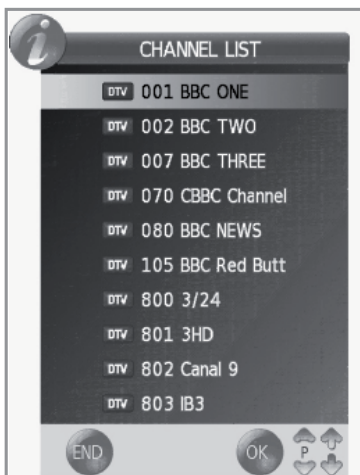 i
CHANNEL LIST
DTV 001 BBC ONE
DTV 002 BBC TWO
DTV 007 BBC THREE
DTV 070 CBBC Channel
DTV 080 BBC NEWS
DTV 105 BBC Red Butt
DTV 800 3/24
DTV 801 3HD
DTV 802 Canal 9
DTV 803 IB3
END OK P